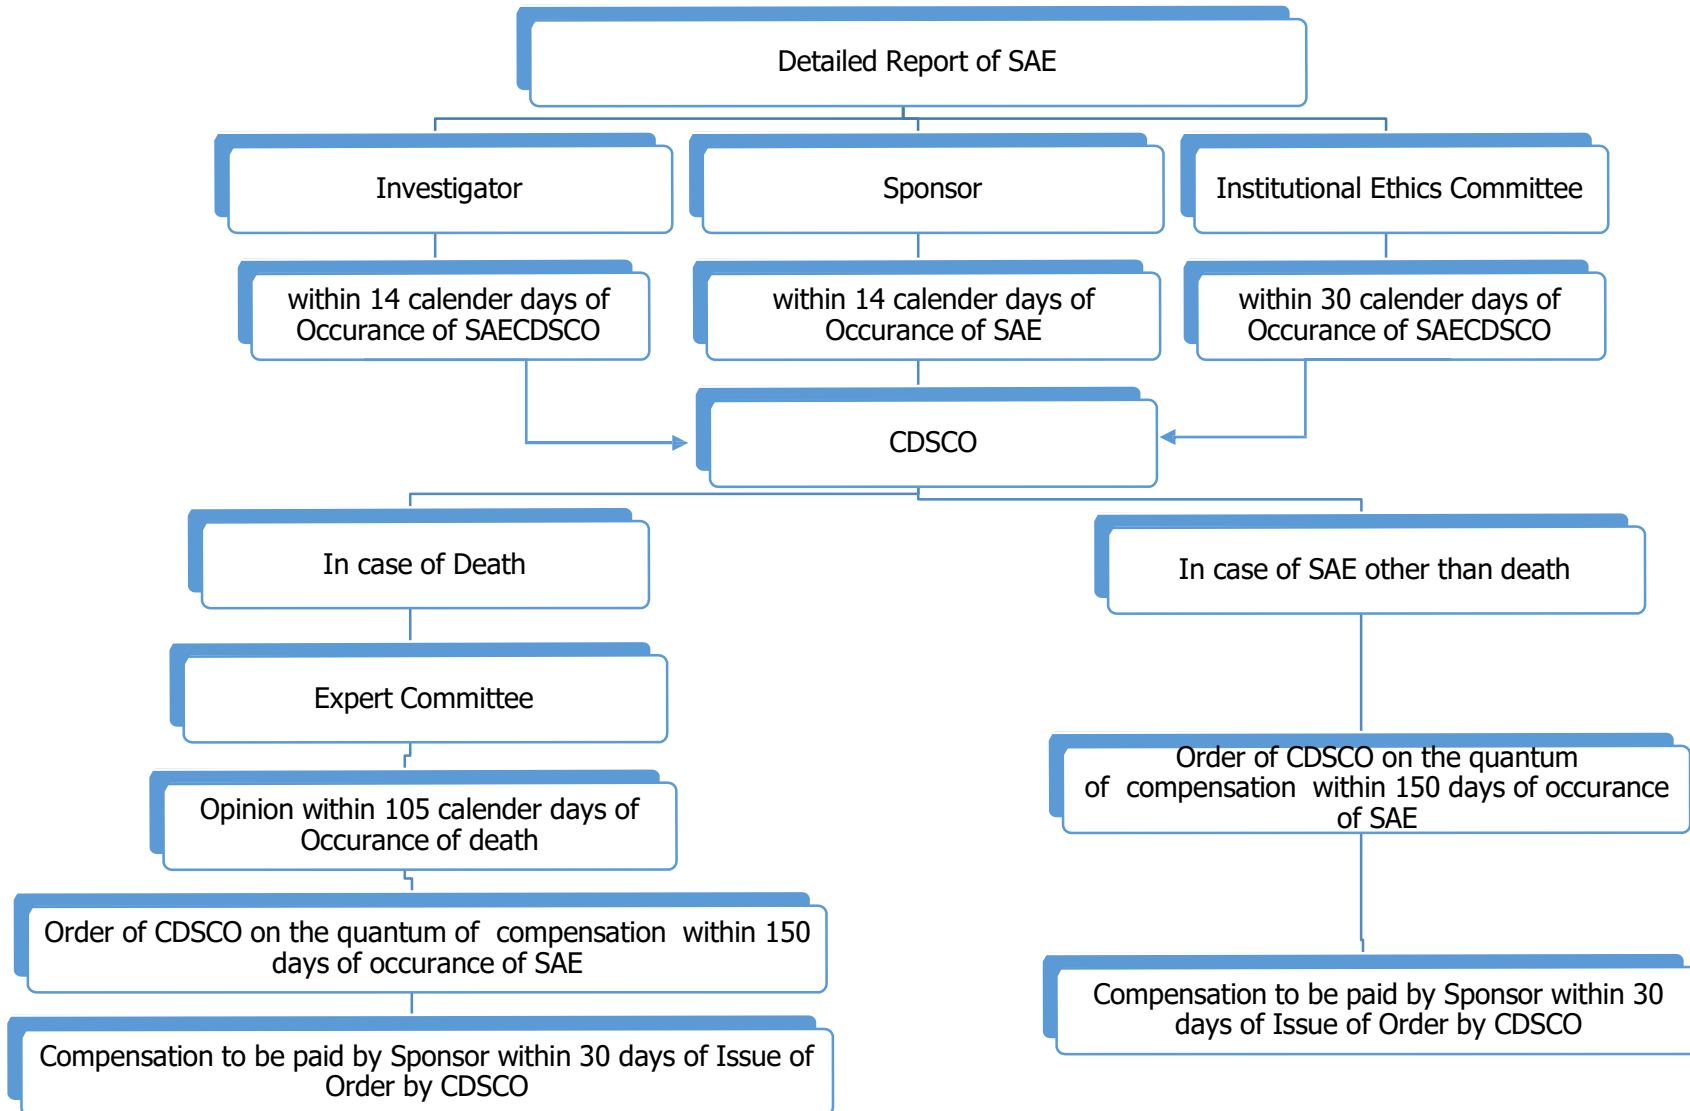 Detailed Report of SAE
Investigator
Sponsor
Institutional Ethics Committee
within 14 calender days of
Occurance of SAECDSCO
within 14 calender days of
Occurance of SAE
within 30 calender days of
Occurance of SAECDSCO
CDSCO
In case of Death
In case of SAE other than death
Expert Committee
Opinion within 105 calender days of
Occurance of death
Order of CDSCO on the quantum of compensation within 150
days of occurance of SAE
Compensation to be paid by Sponsor within 30 days of Issue of
Order by CDSCO
Order of CDSCO on the quantum
of compensation within 150 days of occurance
of SAE
Compensation to be paid by Sponsor within 30
days of Issue of Order by CDSCO